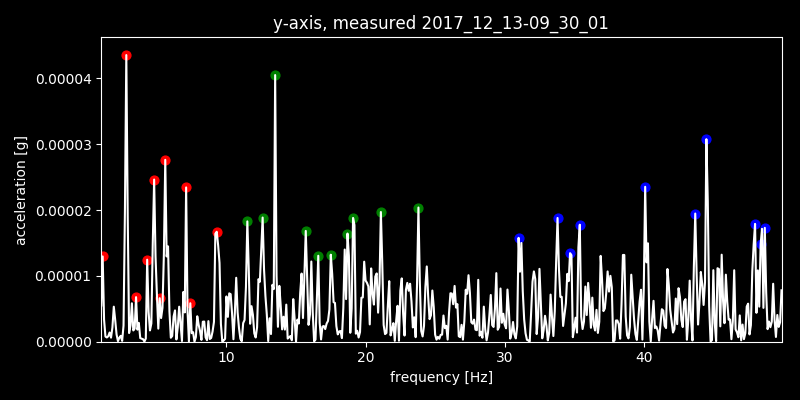 y-axis, measured 2017_12_13-09_30_01
acceleration [g]
0.00004
0.00003
0.00002
0.00001
0.00000
10 20 30 40
frequency [Hz]